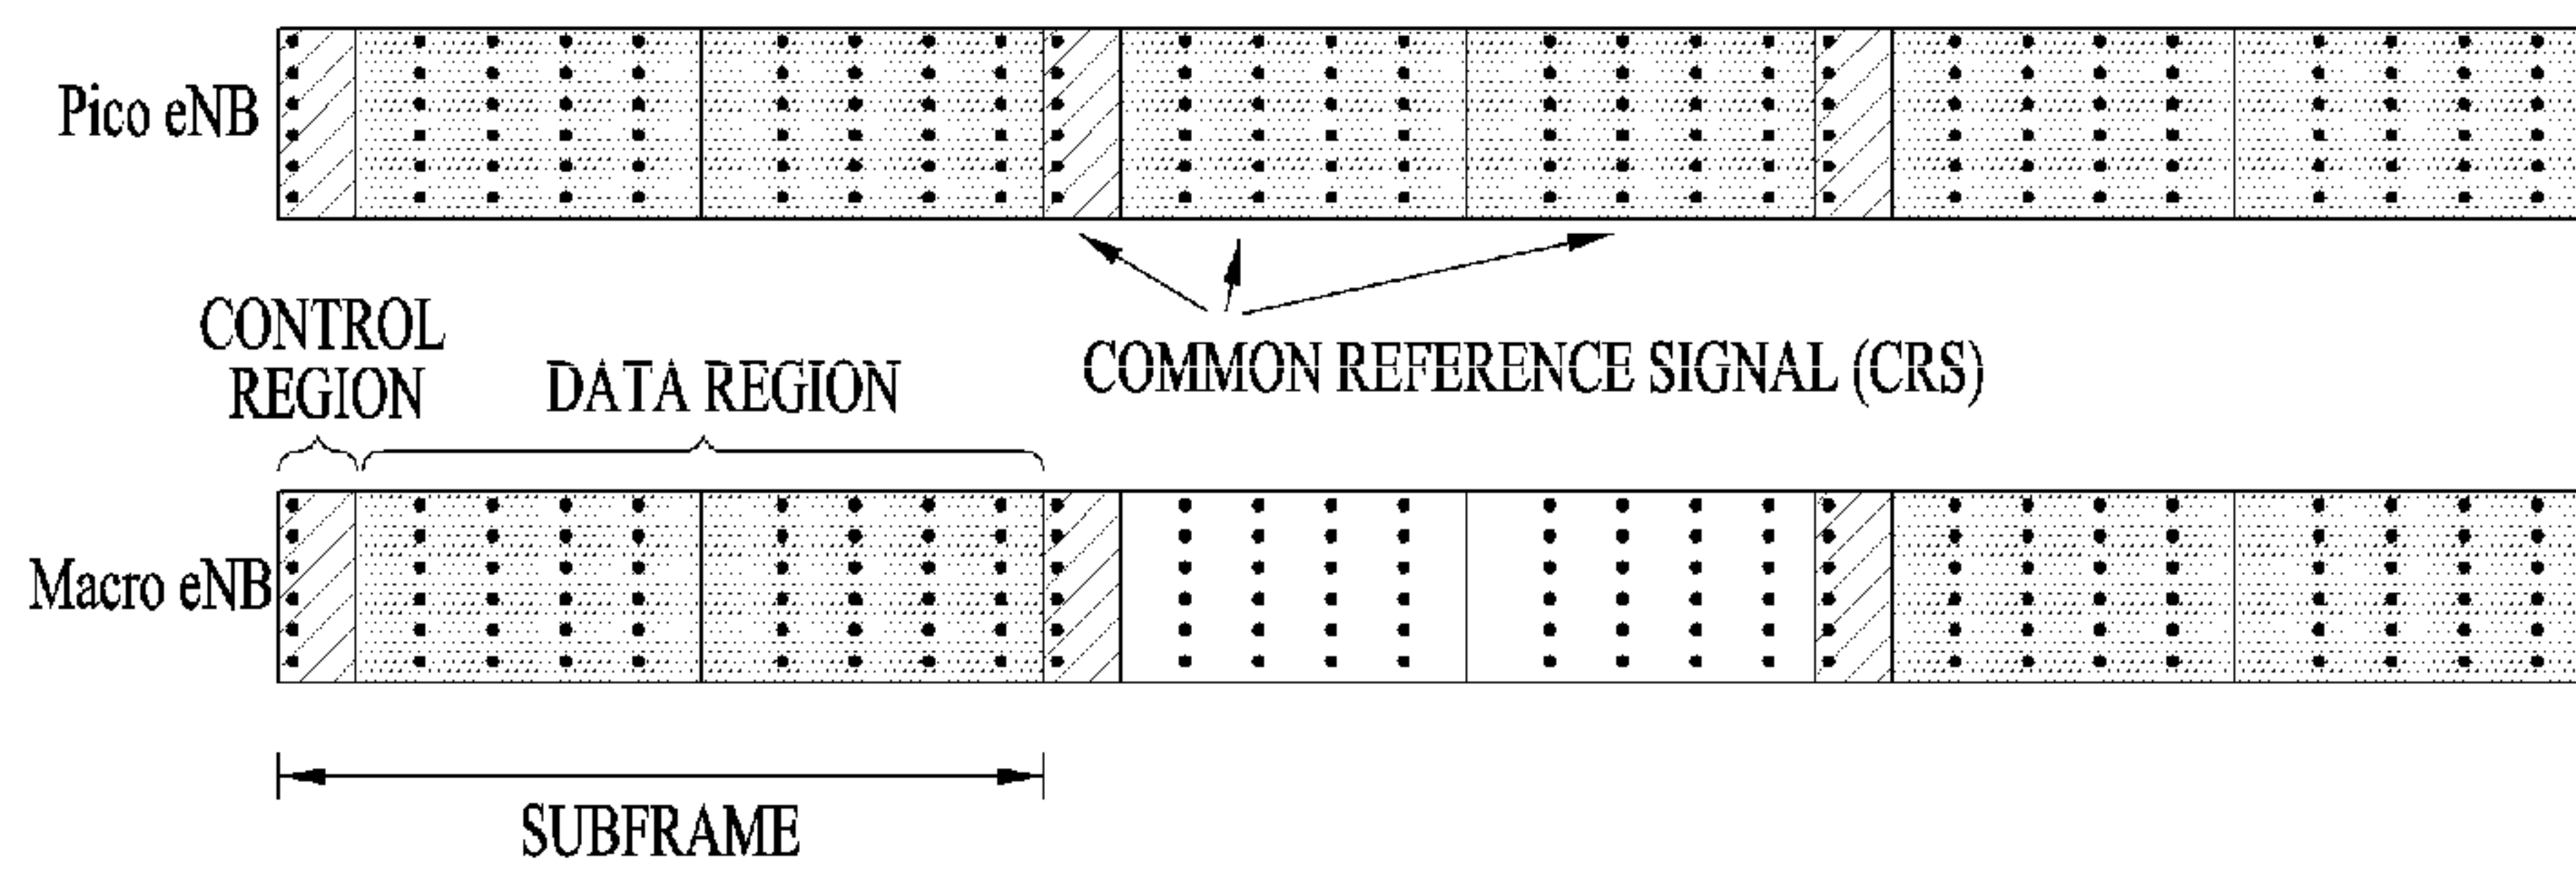 Pico eNB
CONTROL
REGION
DATA REGION
COMMON REFERENCE SIGNAL (CRS)
Macro eNB
SUBFRAME